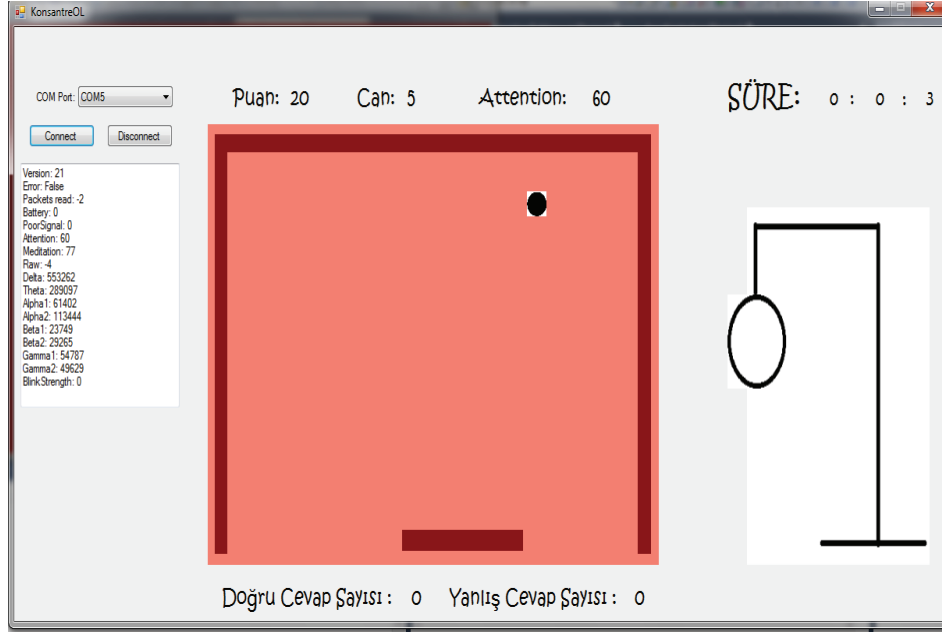 KonsantreOL
COM Port: COM5
Connect Disconnect
Version: 21
Error: False
Packets read: -2
Battery: 0
PoorSignal: 0
Attention: 60
Meditation: 77
Raw: -4
Delta: 553262
Theta: 289097
Alpha1: 61402
Alpha2: 113444
Beta1: 23749
Beta2: 29265
Gamma1: 54787
Gamma2: 49629
BlinkStrength: 0
Puan: 20 Can: 5 Attention: 60
SÜRE: 0 : 0 : 3
Doğru Cevap Sayısı : 0 Yanlış Cevap Sayısı : 0